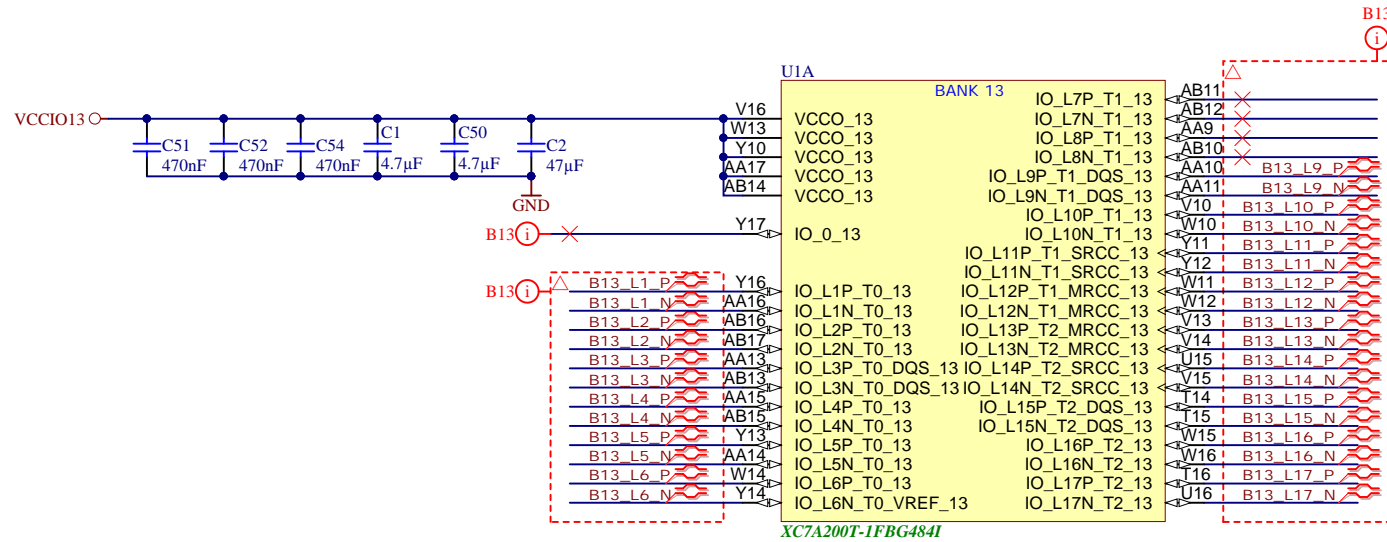 B13
i
U1A
BANK 13
VCCIO13
C51
470nF
C52
470nF
C54
470nF
C1
4.7µF
C50
4.7µF
C2
47µF
GND
V16 VCCO_13
W13 VCCO_13
Y10 VCCO_13
AA17 VCCO_13
AB14 VCCO_13
B13 i Y17 IO_0_13
B13 i
B13_L1_P Y16 IO_L1P_T0_13
B13_L1_N AA16 IO_L1N_T0_13
B13_L2_P AB16 IO_L2P_T0_13
B13_L2_N AB17 IO_L2N_T0_13
B13_L3_P AA13 IO_L3P_T0_DQS_13
B13_L3_N AB13 IO_L3N_T0_DQS_13
B13_L4_P AA15 IO_L4P_T0_13
B13_L4_N AB15 IO_L4N_T0_13
B13_L5_P Y13 IO_L5P_T0_13
B13_L5_N AA14 IO_L5N_T0_13
B13_L6_P W14 IO_L6P_T0_13
B13_L6_N Y14 IO_L6N_T0_VREF_13
IO_L7P_T1_13 AB11
IO_L7N_T1_13 AB12
IO_L8P_T1_13 AA9
IO_L8N_T1_13 AB10
IO_L9P_T1_DQS_13 AA10 B13_L9_P
IO_L9N_T1_DQS_13 AA11 B13_L9_N
IO_L10P_T1_13 V10 B13_L10_P
IO_L10N_T1_13 W10 B13_L10_N
IO_L11P_T1_SRCC_13 Y11 B13_L11_P
IO_L11N_T1_SRCC_13 Y12 B13_L11_N
IO_L12P_T1_MRCC_13 W11 B13_L12_P
IO_L12N_T1_MRCC_13 W12 B13_L12_N
IO_L13P_T2_MRCC_13 V13 B13_L13_P
IO_L13N_T2_MRCC_13 V14 B13_L13_N
IO_L14P_T2_SRCC_13 U15 B13_L14_P
IO_L14N_T2_SRCC_13 V15 B13_L14_N
IO_L15P_T2_DQS_13 T14 B13_L15_P
IO_L15N_T2_DQS_13 T15 B13_L15_N
IO_L16P_T2_13 W15 B13_L16_P
IO_L16N_T2_13 W16 B13_L16_N
IO_L17P_T2_13 T16 B13_L17_P
IO_L17N_T2_13 U16 B13_L17_N
XC7A200T-1FBG484I